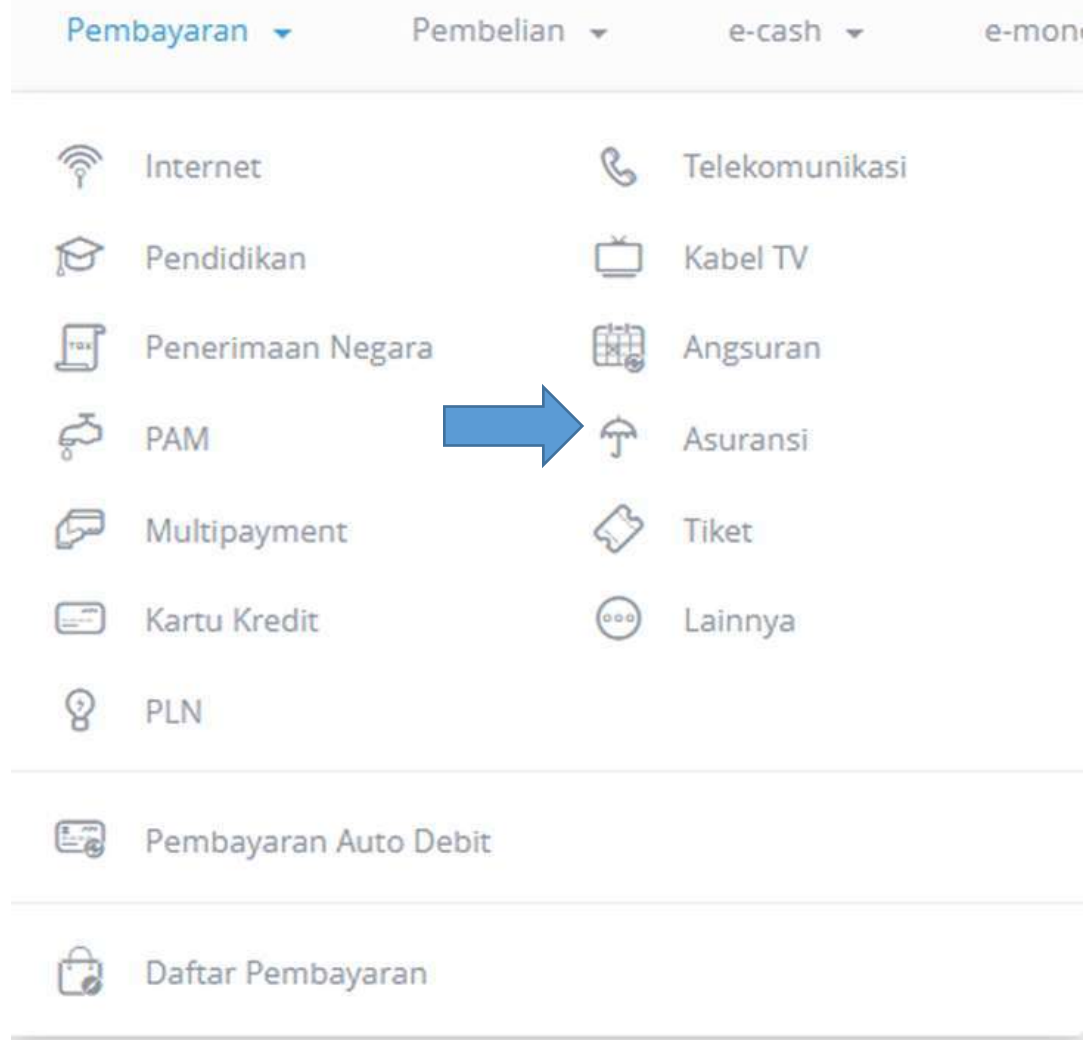 Pembayaran Pembelian e-cash e-mon
Internet Telekomunikasi
Pendidikan Kabel TV
Penerimaan Negara Angsuran
PAM Asuransi
Multipayment Tiket
Kartu Kredit Lainnya
PLN
Pembayaran Auto Debit
Daftar Pembayaran